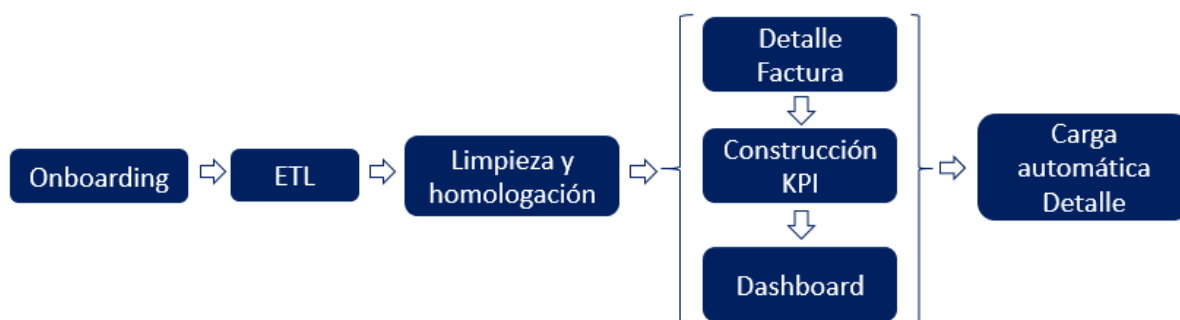 Onboarding
ETL
Limpieza y
homologación
Detalle
Factura
Construcción
KPI
Dashboard
Carga
automática
Detalle